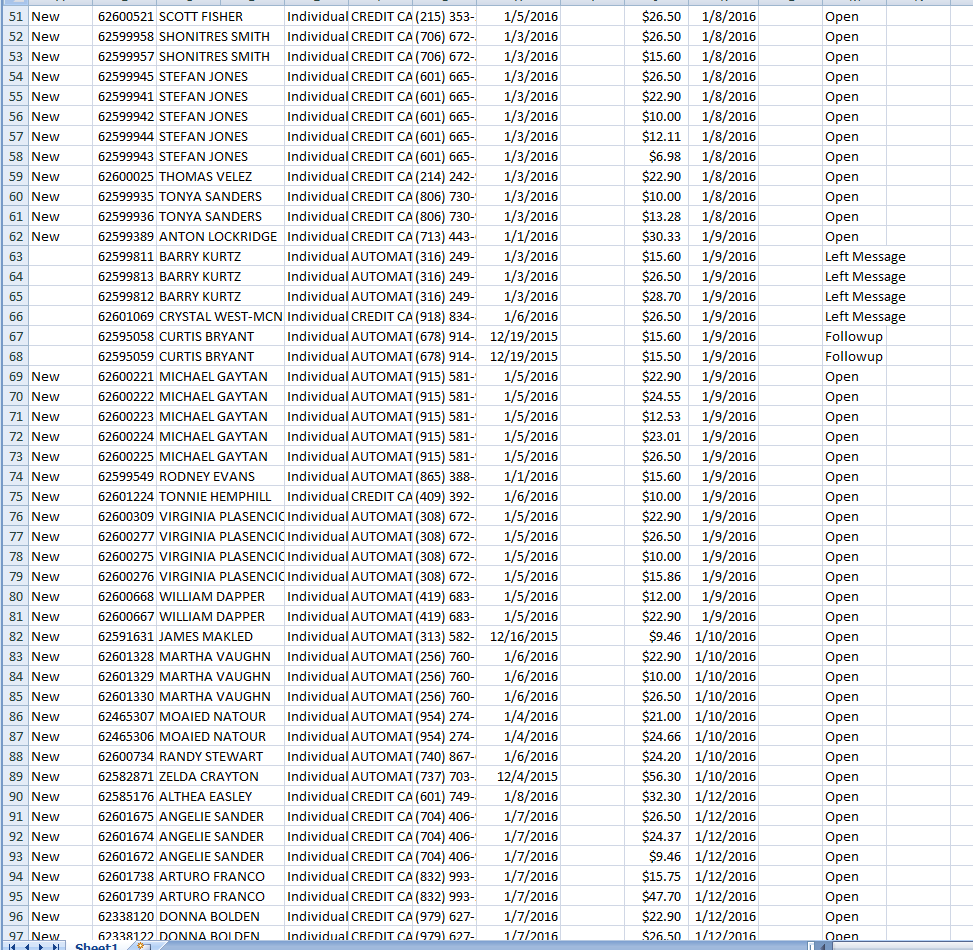 51 New 62600521 SCOTT FISHER Individual CREDIT CA (215) 353- 1/5/2016 $26.50 1/8/2016 Open
52 New 62599958 SHONITRES SMITH Individual CREDIT CA (706) 672- 1/3/2016 $26.50 1/8/2016 Open
53 New 62599957 SHONITRES SMITH Individual CREDIT CA (706) 672- 1/3/2016 $15.60 1/8/2016 Open
54 New 62599945 STEFAN JONES Individual CREDIT CA (601) 665- 1/3/2016 $26.50 1/8/2016 Open
55 New 62599941 STEFAN JONES Individual CREDIT CA (601) 665- 1/3/2016 $22.90 1/8/2016 Open
56 New 62599942 STEFAN JONES Individual CREDIT CA (601) 665- 1/3/2016 $10.00 1/8/2016 Open
57 New 62599944 STEFAN JONES Individual CREDIT CA (601) 665- 1/3/2016 $12.11 1/8/2016 Open
58 New 62599943 STEFAN JONES Individual CREDIT CA (601) 665- 1/3/2016 $6.98 1/8/2016 Open
59 New 62600025 THOMAS VELEZ Individual CREDIT CA (214) 242- 1/3/2016 $22.90 1/8/2016 Open
60 New 62599935 TONYA SANDERS Individual CREDIT CA (806) 730- 1/3/2016 $10.00 1/8/2016 Open
61 New 62599936 TONYA SANDERS Individual CREDIT CA (806) 730- 1/3/2016 $13.28 1/8/2016 Open
62 New 62599389 ANTON LOCKRIDGE Individual CREDIT CA (713) 443- 1/1/2016 $30.33 1/9/2016 Open
63 62599811 BARRY KURTZ Individual AUTOMAT (316) 249- 1/3/2016 $15.60 1/9/2016 Left Message
64 62599813 BARRY KURTZ Individual AUTOMAT (316) 249- 1/3/2016 $26.50 1/9/2016 Left Message
65 62599812 BARRY KURTZ Individual AUTOMAT (316) 249- 1/3/2016 $28.70 1/9/2016 Left Message
66 62601069 CRYSTAL WEST-MCN Individual CREDIT CA (918) 834- 1/6/2016 $26.50 1/9/2016 Left Message
67 62595058 CURTIS BRYANT Individual AUTOMAT (678) 914- 12/19/2015 $15.60 1/9/2016 Followup
68 62595059 CURTIS BRYANT Individual AUTOMAT (678) 914- 12/19/2015 $15.50 1/9/2016 Followup
69 New 62600221 MICHAEL GAYTAN Individual AUTOMAT (915) 581- 1/5/2016 $22.90 1/9/2016 Open
70 New 62600222 MICHAEL GAYTAN Individual AUTOMAT (915) 581- 1/5/2016 $24.55 1/9/2016 Open
71 New 62600223 MICHAEL GAYTAN Individual AUTOMAT (915) 581- 1/5/2016 $12.53 1/9/2016 Open
72 New 62600224 MICHAEL GAYTAN Individual AUTOMAT (915) 581- 1/5/2016 $23.01 1/9/2016 Open
73 New 62600225 MICHAEL GAYTAN Individual AUTOMAT (915) 581- 1/5/2016 $26.50 1/9/2016 Open
74 New 62599549 RODNEY EVANS Individual AUTOMAT (865) 388- 1/1/2016 $15.60 1/9/2016 Open
75 New 62601224 TONNIE HEMPHILL Individual CREDIT CA (409) 392- 1/6/2016 $10.00 1/9/2016 Open
76 New 62600309 VIRGINIA PLASENCIC Individual AUTOMAT (308) 672- 1/5/2016 $22.90 1/9/2016 Open
77 New 62600277 VIRGINIA PLASENCIC Individual AUTOMAT (308) 672- 1/5/2016 $26.50 1/9/2016 Open
78 New 62600275 VIRGINIA PLASENCIC Individual AUTOMAT (308) 672- 1/5/2016 $10.00 1/9/2016 Open
79 New 62600276 VIRGINIA PLASENCIC Individual AUTOMAT (308) 672- 1/5/2016 $15.86 1/9/2016 Open
80 New 62600668 WILLIAM DAPPER Individual AUTOMAT (419) 683- 1/5/2016 $12.00 1/9/2016 Open
81 New 62600667 WILLIAM DAPPER Individual AUTOMAT (419) 683- 1/5/2016 $22.90 1/9/2016 Open
82 New 62591631 JAMES MAKLED Individual AUTOMAT (313) 582- 12/16/2015 $9.46 1/10/2016 Open
83 New 62601328 MARTHA VAUGHN Individual AUTOMAT (256) 760- 1/6/2016 $22.90 1/10/2016 Open
84 New 62601329 MARTHA VAUGHN Individual AUTOMAT (256) 760- 1/6/2016 $10.00 1/10/2016 Open
85 New 62601330 MARTHA VAUGHN Individual AUTOMAT (256) 760- 1/6/2016 $26.50 1/10/2016 Open
86 New 62465307 MOAIED NATOUR Individual AUTOMAT (954) 274- 1/4/2016 $21.00 1/10/2016 Open
87 New 62465306 MOAIED NATOUR Individual AUTOMAT (954) 274- 1/4/2016 $24.66 1/10/2016 Open
88 New 62600734 RANDY STEWART Individual AUTOMAT (740) 867- 1/6/2016 $24.20 1/10/2016 Open
89 New 62582871 ZELDA CRAYTON Individual AUTOMAT (737) 703- 12/4/2015 $56.30 1/10/2016 Open
90 New 62585176 ALTHEA EASLEY Individual CREDIT CA (601) 749- 1/8/2016 $32.30 1/12/2016 Open
91 New 62601675 ANGELIE SANDER Individual CREDIT CA (704) 406- 1/7/2016 $26.50 1/12/2016 Open
92 New 62601674 ANGELIE SANDER Individual CREDIT CA (704) 406- 1/7/2016 $24.37 1/12/2016 Open
93 New 62601672 ANGELIE SANDER Individual CREDIT CA (704) 406- 1/7/2016 $9.46 1/12/2016 Open
94 New 62601738 ARTURO FRANCO Individual CREDIT CA (832) 993- 1/7/2016 $15.75 1/12/2016 Open
95 New 62601739 ARTURO FRANCO Individual CREDIT CA (832) 993- 1/7/2016 $47.70 1/12/2016 Open
96 New 62338120 DONNA BOLDEN Individual CREDIT CA (979) 627- 1/7/2016 $22.90 1/12/2016 Open
97 New 62338122 DONNA BOLDEN Individual CREDIT CA (979) 627- 1/7/2016 $26.50 1/12/2016 Open
Sheet1